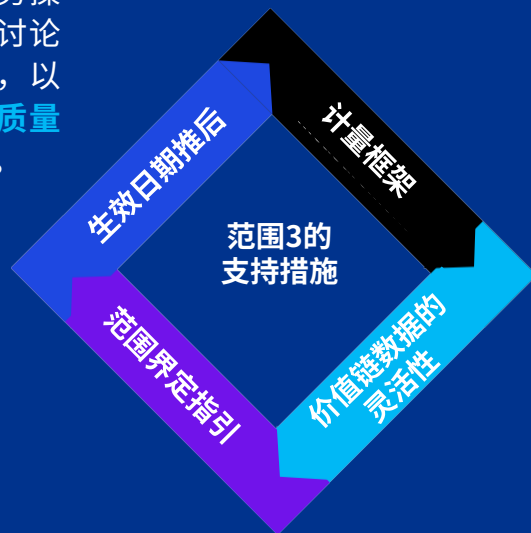 讨论
，以
质量
。
生效日期推后
计量框架
范围3的
支持措施
范围界定指引
价值链数据的
灵活性